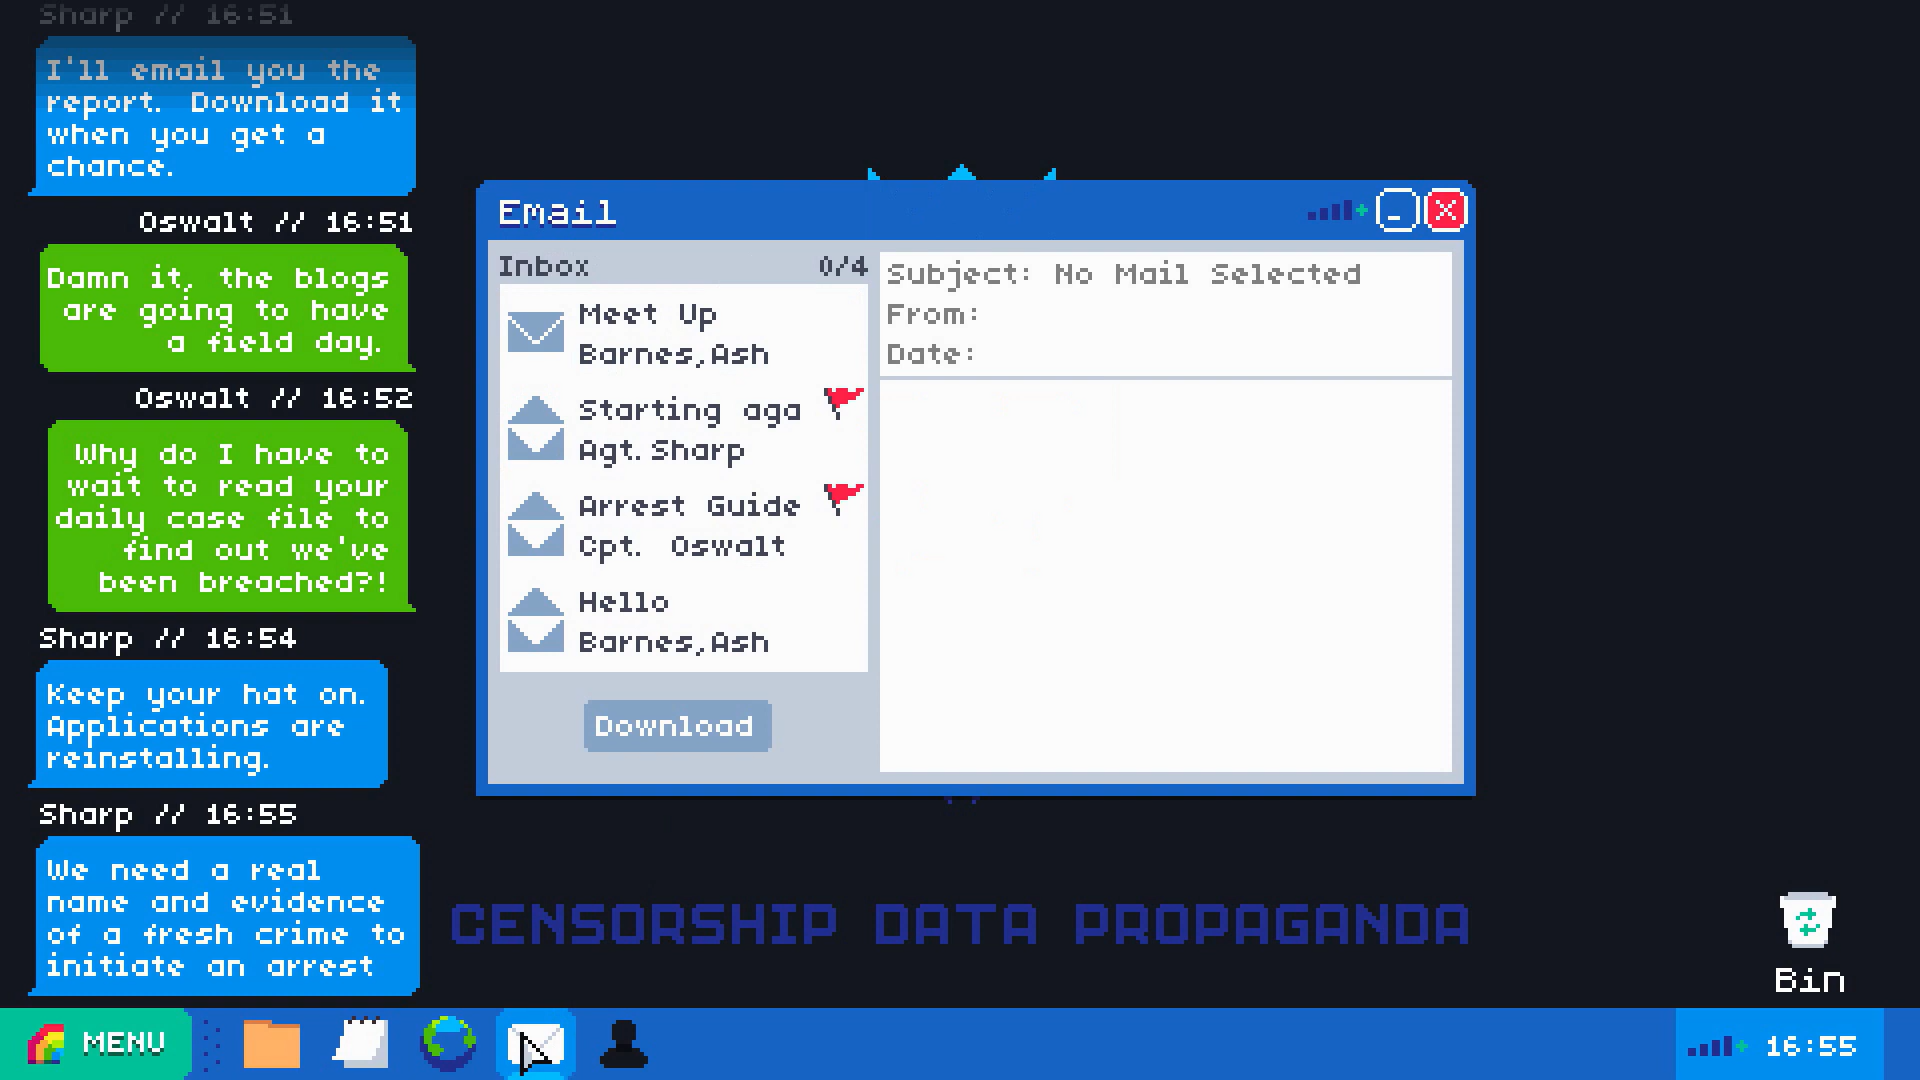 Sharp // 16:51
I'll email you the
report. Download it
when you get a
chance.
Oswalt // 16:51
Damn it, the blogs
are going to have
a field day.
Oswalt // 16:52
Why do I have to
wait to read your
daily case file to
find out we've
been breached?!
Sharp // 16:54
Keep your hat on.
Applications are
reinstalling.
Sharp // 16:55
We need a real
name and evidence
of a fresh crime to
initiate an arrest
Email
Inbox 0/4
Meet Up
Barnes,Ash
Starting aga
Agt.Sharp
Arrest Guide
Cpt. Oswalt
Hello
Barnes,Ash
Download
Subject: No Mail Selected
From:
Date:
CENSORSHIP DATA PROPAGANDA
Bin
MENU
16:55